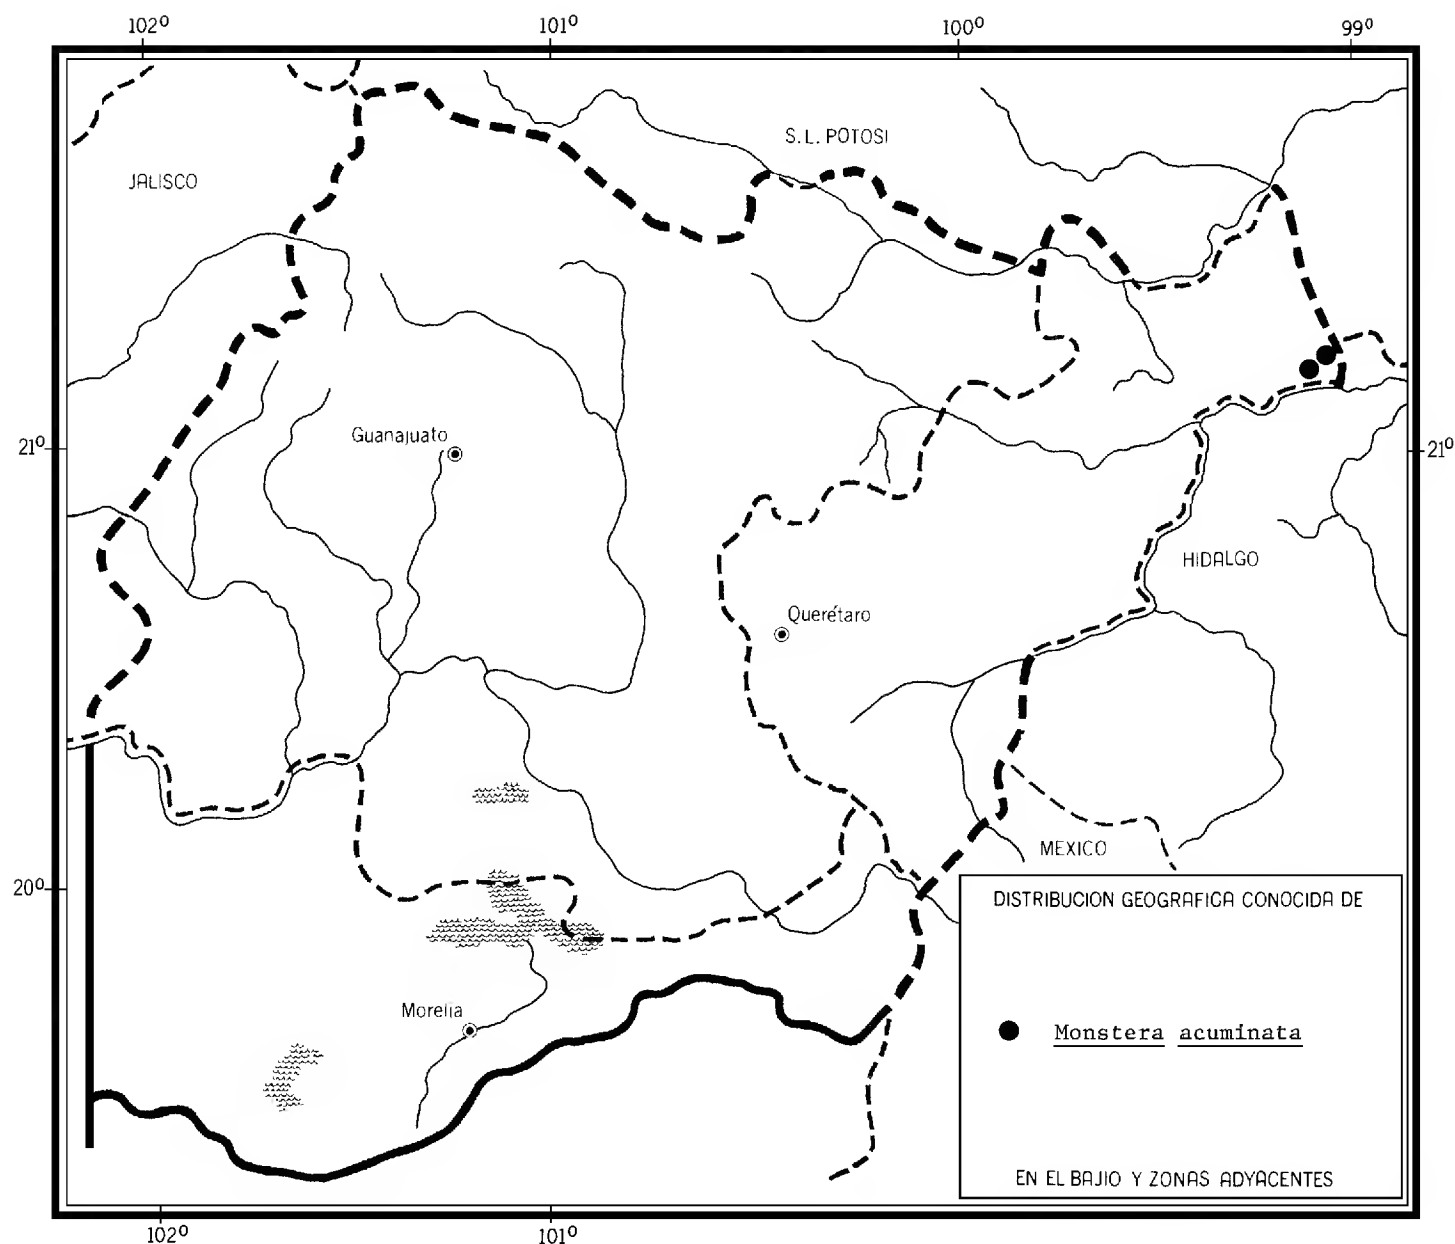 102º 101º 100º 99º
S.L. POTOSI
JALISCO
Guanajuato
21º 21º
HIDALGO
Querétaro
MEXICO
20º
DISTRIBUCION GEOGRAFICA CONOCIDA DE
Morelia
Monstera acuminata
EN EL BAJIO Y ZONAS ADYACENTES
102º 101º